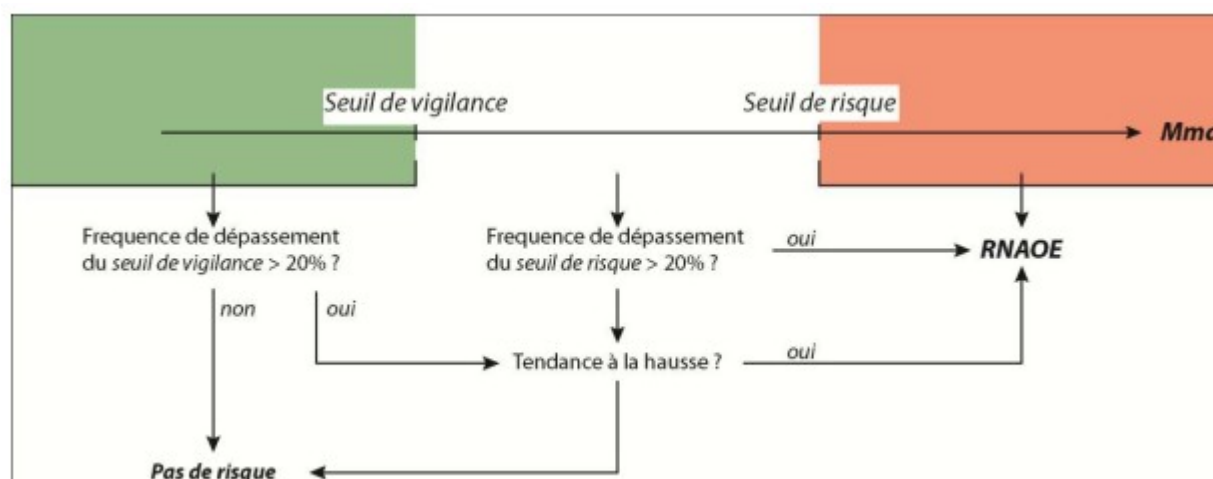 Seuil de vigilance
Seuil de risque
Mma
Frequence de dépassement
du seuil de vigilance > 20% ?
Frequence de dépassement
du seuil de risque > 20% ?
oui
RNAOE
non
oui
Tendance à la hausse ?
oui
Pas de risque